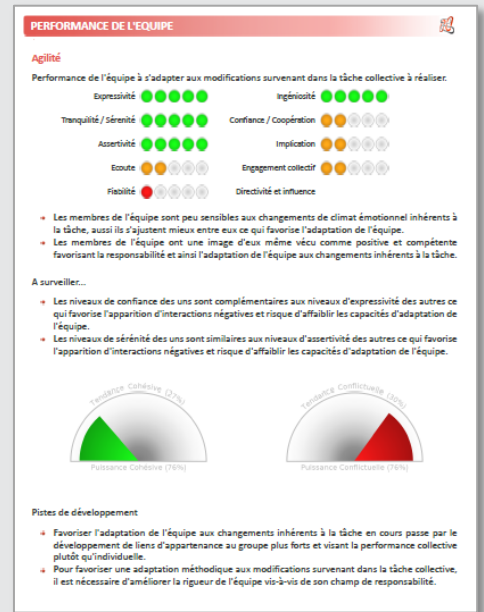 PERFORMANCE DE L'EQUIPE
Agilité
Performance de l'équipe à s'adapter aux modifications survenant dans la tâche collective à réaliser.
Expressivité Ingéniosité
Tranquilité / Sérénité Confiance / Coopération
Assertivité Implication
Ecoute Engagement collectif
Fiabilité Directivité et influence
Les membres de l'équipe sont peu sensibles aux changements de climat émotionnel inhérents à
la tâche, aussi ils s'ajustent mieux entre eux ce qui favorise l'adaptation de l'équipe.
Les membres de l'équipe ont une image d'eux même vécu comme positive et compétente
favorisant la responsabilité et ainsi l'adaptation de l'équipe aux changements inhérents à la tâche.
A surveiller...
Les niveaux de confiance des uns sont complémentaires aux niveaux d'expressivité des autres ce
qui favorise l'apparition d'interactions négatives et risque d'affaiblir les capacités d'adaptation de
l'équipe.
Les niveaux de sérénité des uns sont similaires aux niveaux d'assertivité des autres ce qui favorise
l'apparition d'interactions négatives et risque d'affaiblir les capacités d'adaptation de l'équipe.
Tendance Cohésive (27%) Tendance Conflictuelle (30%)
Puissance Cohésive (76%) Puissance Conflictuelle (76%)
Pistes de développement
Favoriser l'adaptation de l'équipe aux changements inhérents à la tâche en cours passe par le
développement de liens d'appartenance au groupe plus forts et visant la performance collective
plutôt qu'individuelle.
Pour favoriser une adaptation méthodique aux modifications survenant dans la tâche collective,
il est nécessaire d'améliorer la rigueur de l'équipe vis-à-vis de son champ de responsabilité.